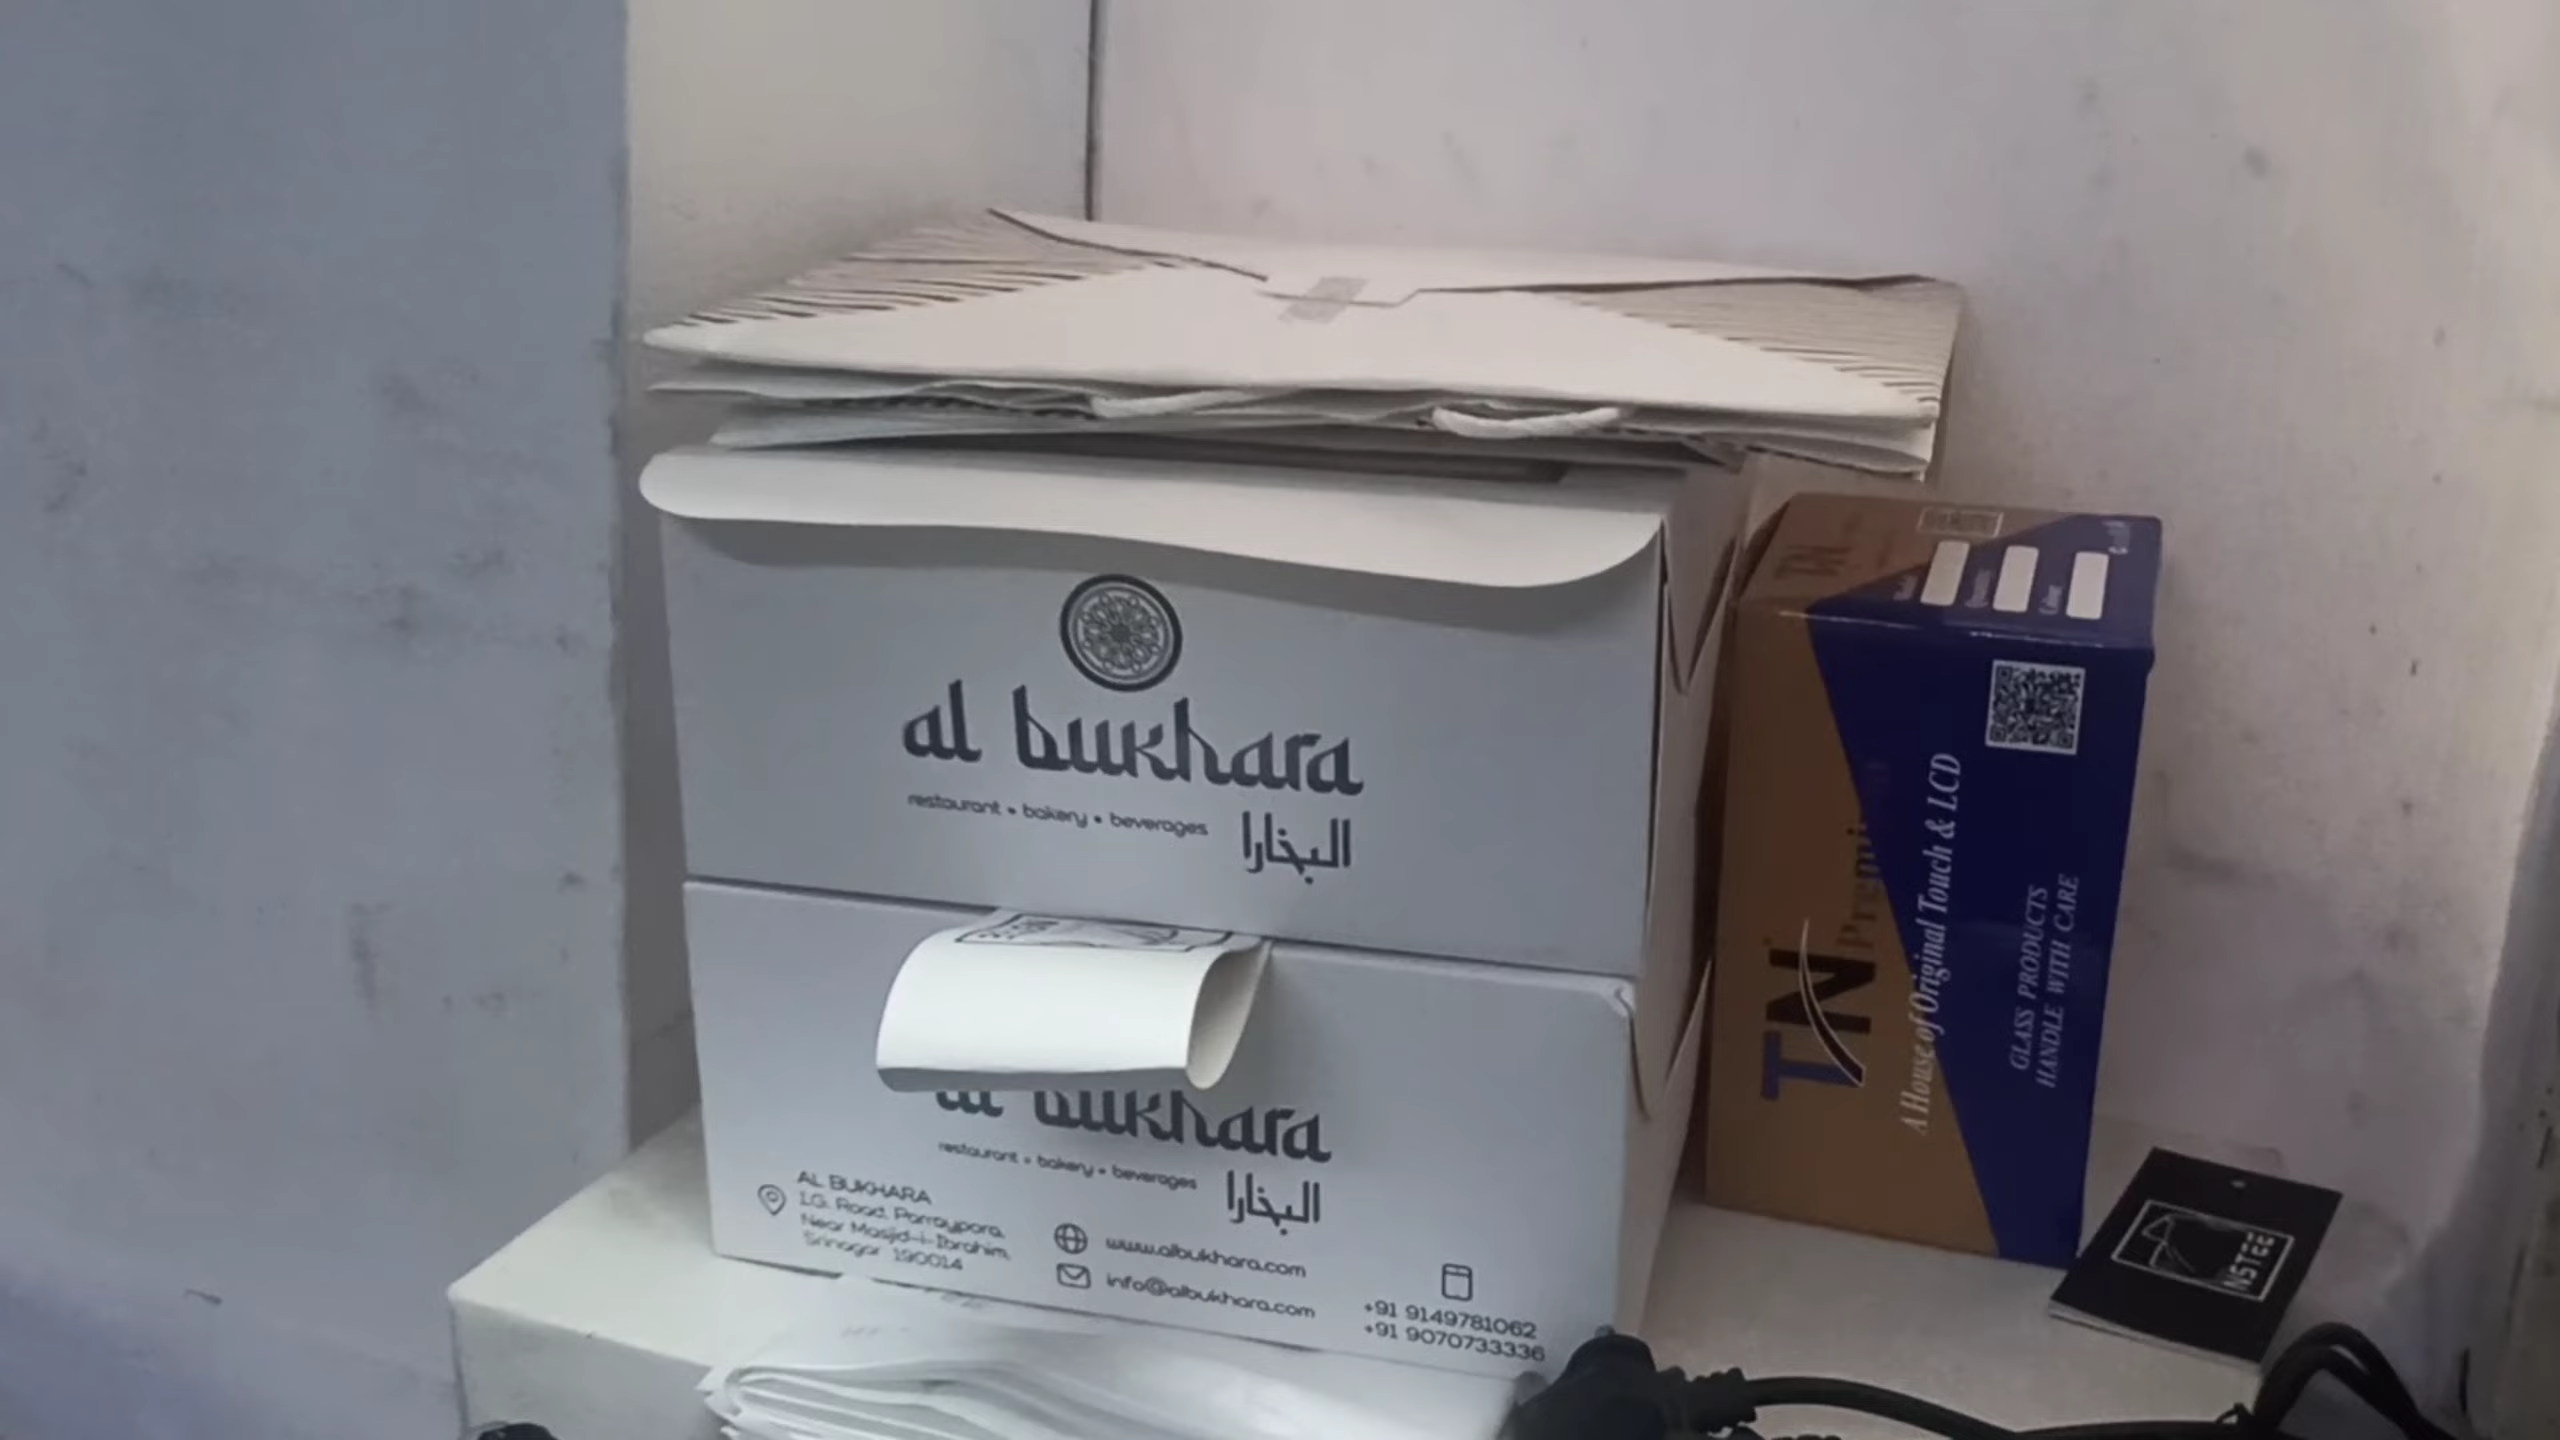 al bukhara
restaurant • bakery • beverages
البخارا
al bukhara
restaurant • bakery • beverages
البخارا
AL BUKHARA
I.G. Road, Parraypora,
Near Masjid-i-Ibrahim,
Srinagar 190014
www.albukhara.com
info@albukhara.com
+91 9149781062
+91 9070733336
TN
A House of Original Touch & LCD
GLASS PRODUCTS
HANDLE WITH CARE
NSTEE